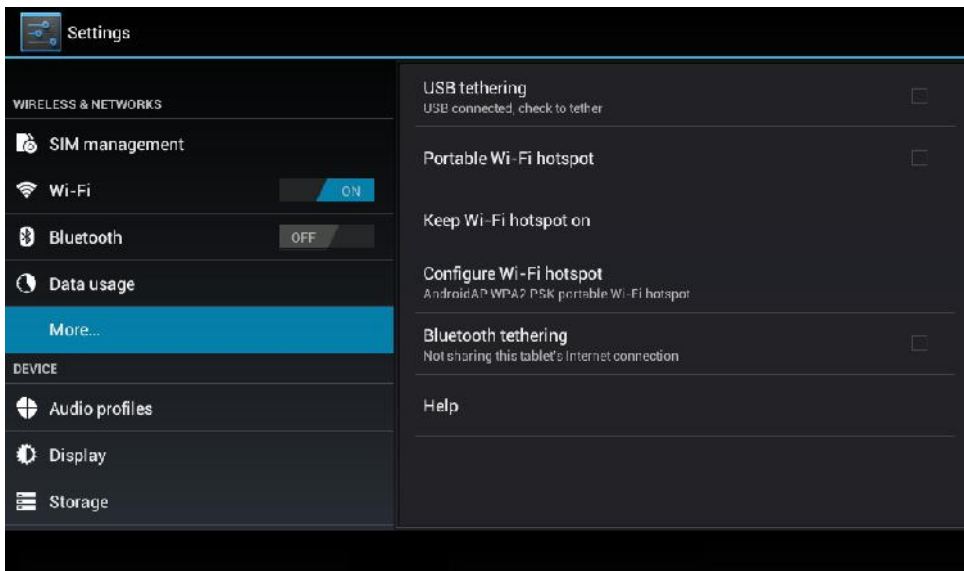 Settings
WIRELESS & NETWORKS
SIM management
Wi-Fi ON
Bluetooth OFF
Data usage
More...
DEVICE
Audio profiles
Display
Storage
USB tethering
USB connected, check to tether
Portable Wi-Fi hotspot
Keep Wi-Fi hotspot on
Configure Wi-Fi hotspot
AndroidAP WPA2 PSK portable Wi-Fi hotspot
Bluetooth tethering
Not sharing this tablet's Internet connection
Help